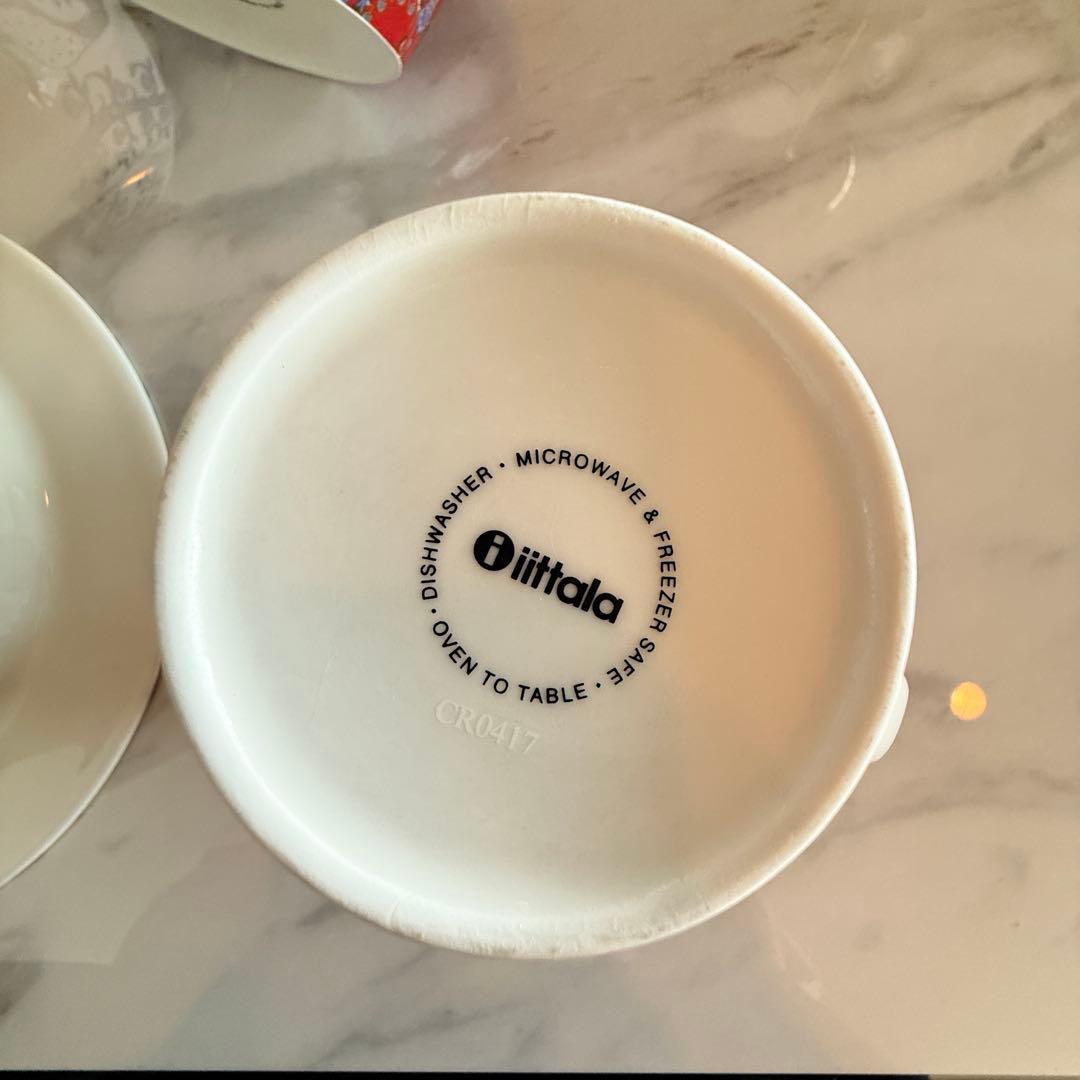 DISHWASHER • MICROWAVE & FREEZER SAFE • OVEN TO TABLE •
i iittala
CR0417